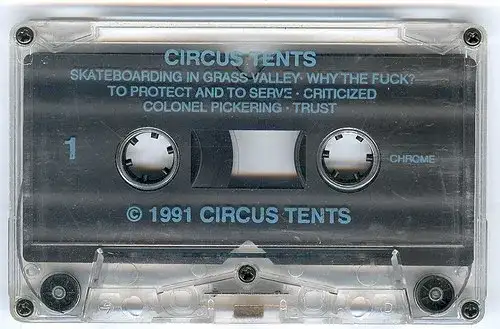 CIRCUS TENTS
SKATEBOARDING IN GRASS VALLEY · WHY THE FUCK?
TO PROTECT AND TO SERVE · CRITICIZED
COLONEL PICKERING · TRUST
1
CHROME
© 1991 CIRCUS TENTS